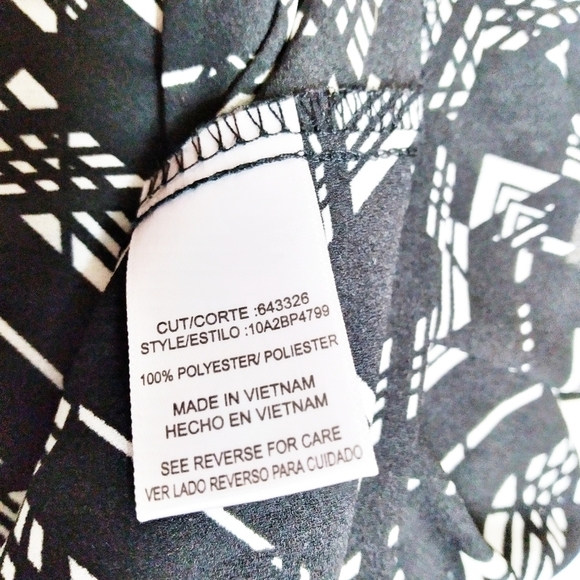 CUT/CORTE :643326
STYLE/ESTILO :10A2BP4799
100% POLYESTER/ POLIESTER
MADE IN VIETNAM
HECHO EN VIETNAM
SEE REVERSE FOR CARE
VER LADO REVERSO PARA CUIDADO